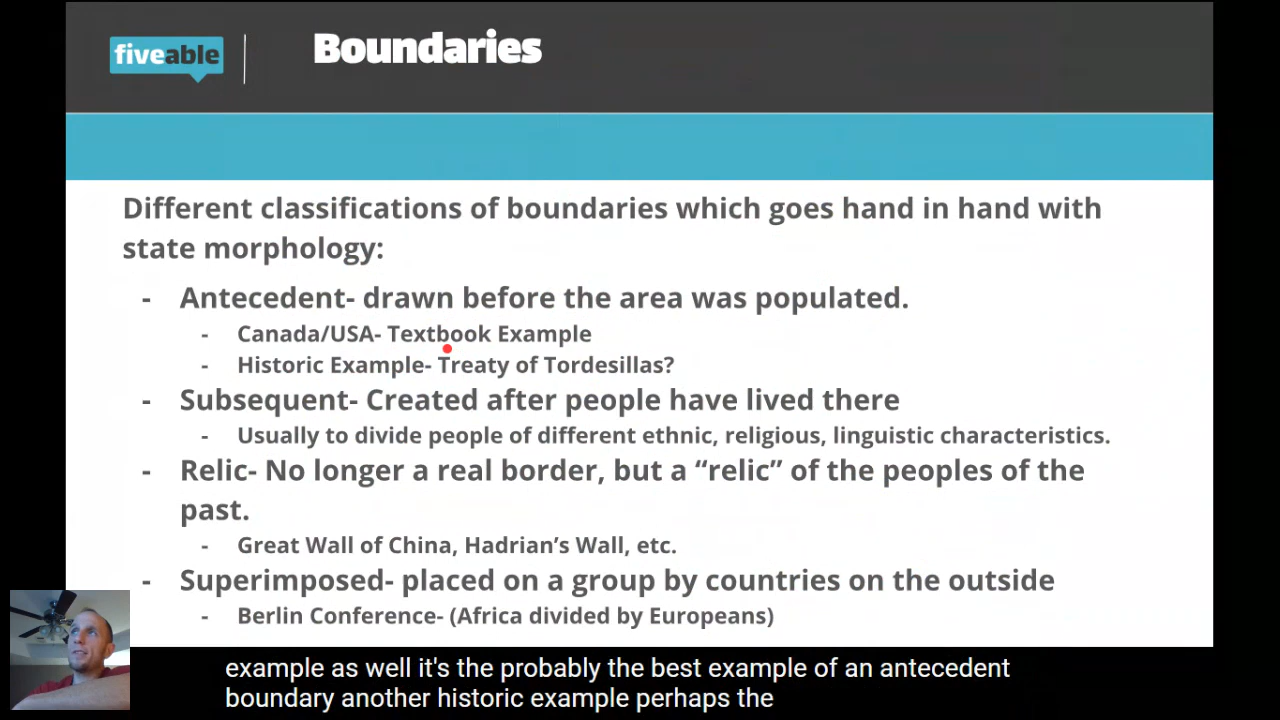 fiveable
Boundaries
Different classifications of boundaries which goes hand in hand with
state morphology:
- Antecedent- drawn before the area was populated.
- Canada/USA- Textbook Example
- Historic Example- Treaty of Tordesillas?
- Subsequent- Created after people have lived there
- Usually to divide people of different ethnic, religious, linguistic characteristics.
- Relic- No longer a real border, but a “relic” of the peoples of the
past.
- Great Wall of China, Hadrian’s Wall, etc.
- Superimposed- placed on a group by countries on the outside
- Berlin Conference- (Africa divided by Europeans)
example as well it's the probably the best example of an antecedent
boundary another historic example perhaps the